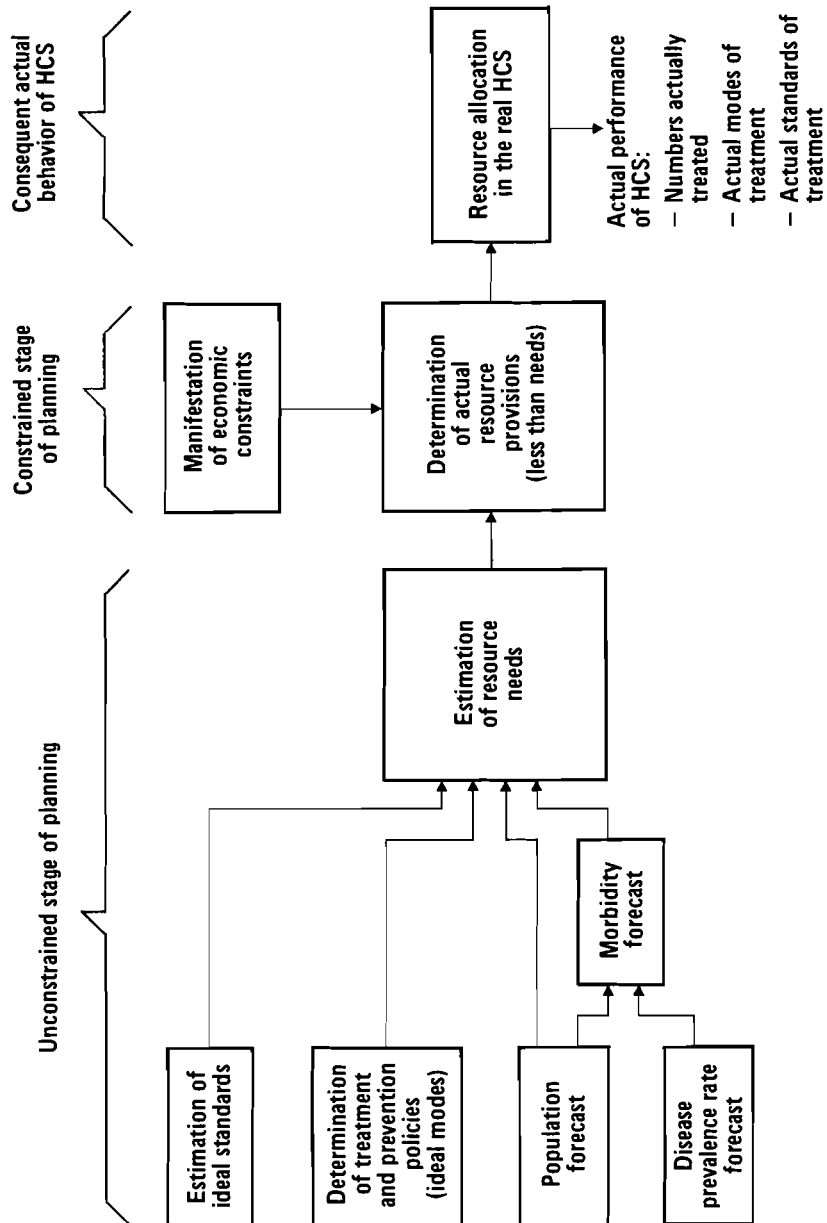 Unconstrained stage of planning
Constrained stage
of planning
Consequent actual
behavior of HCS
Estimation of
ideal standards
Determination
of treatment
and prevention
policies
(ideal modes)
Population
forecast
Disease
prevalence rate
forecast
Morbidity
forecast
Estimation
of resource
needs
Manifestation
of economic
constraints
Determination
of actual
resource
provisions
(less than needs)
Resource allocation
in the real HCS
Actual performance
of HCS:
– Numbers actually
treated
– Actual modes of
treatment
– Actual standards of
treatment